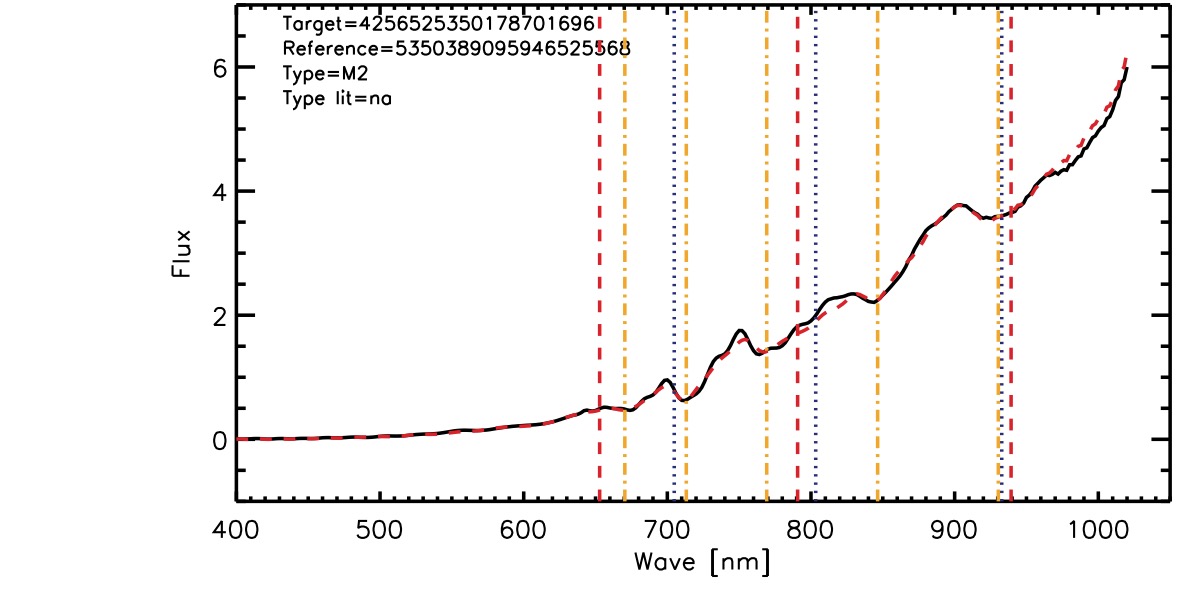 Target=4256525350178701696
Reference=5350389095946525568
Type=M2
Type lit=na
6
4
2
0
Flux
400 500 600 700 800 900 1000
Wave [nm]